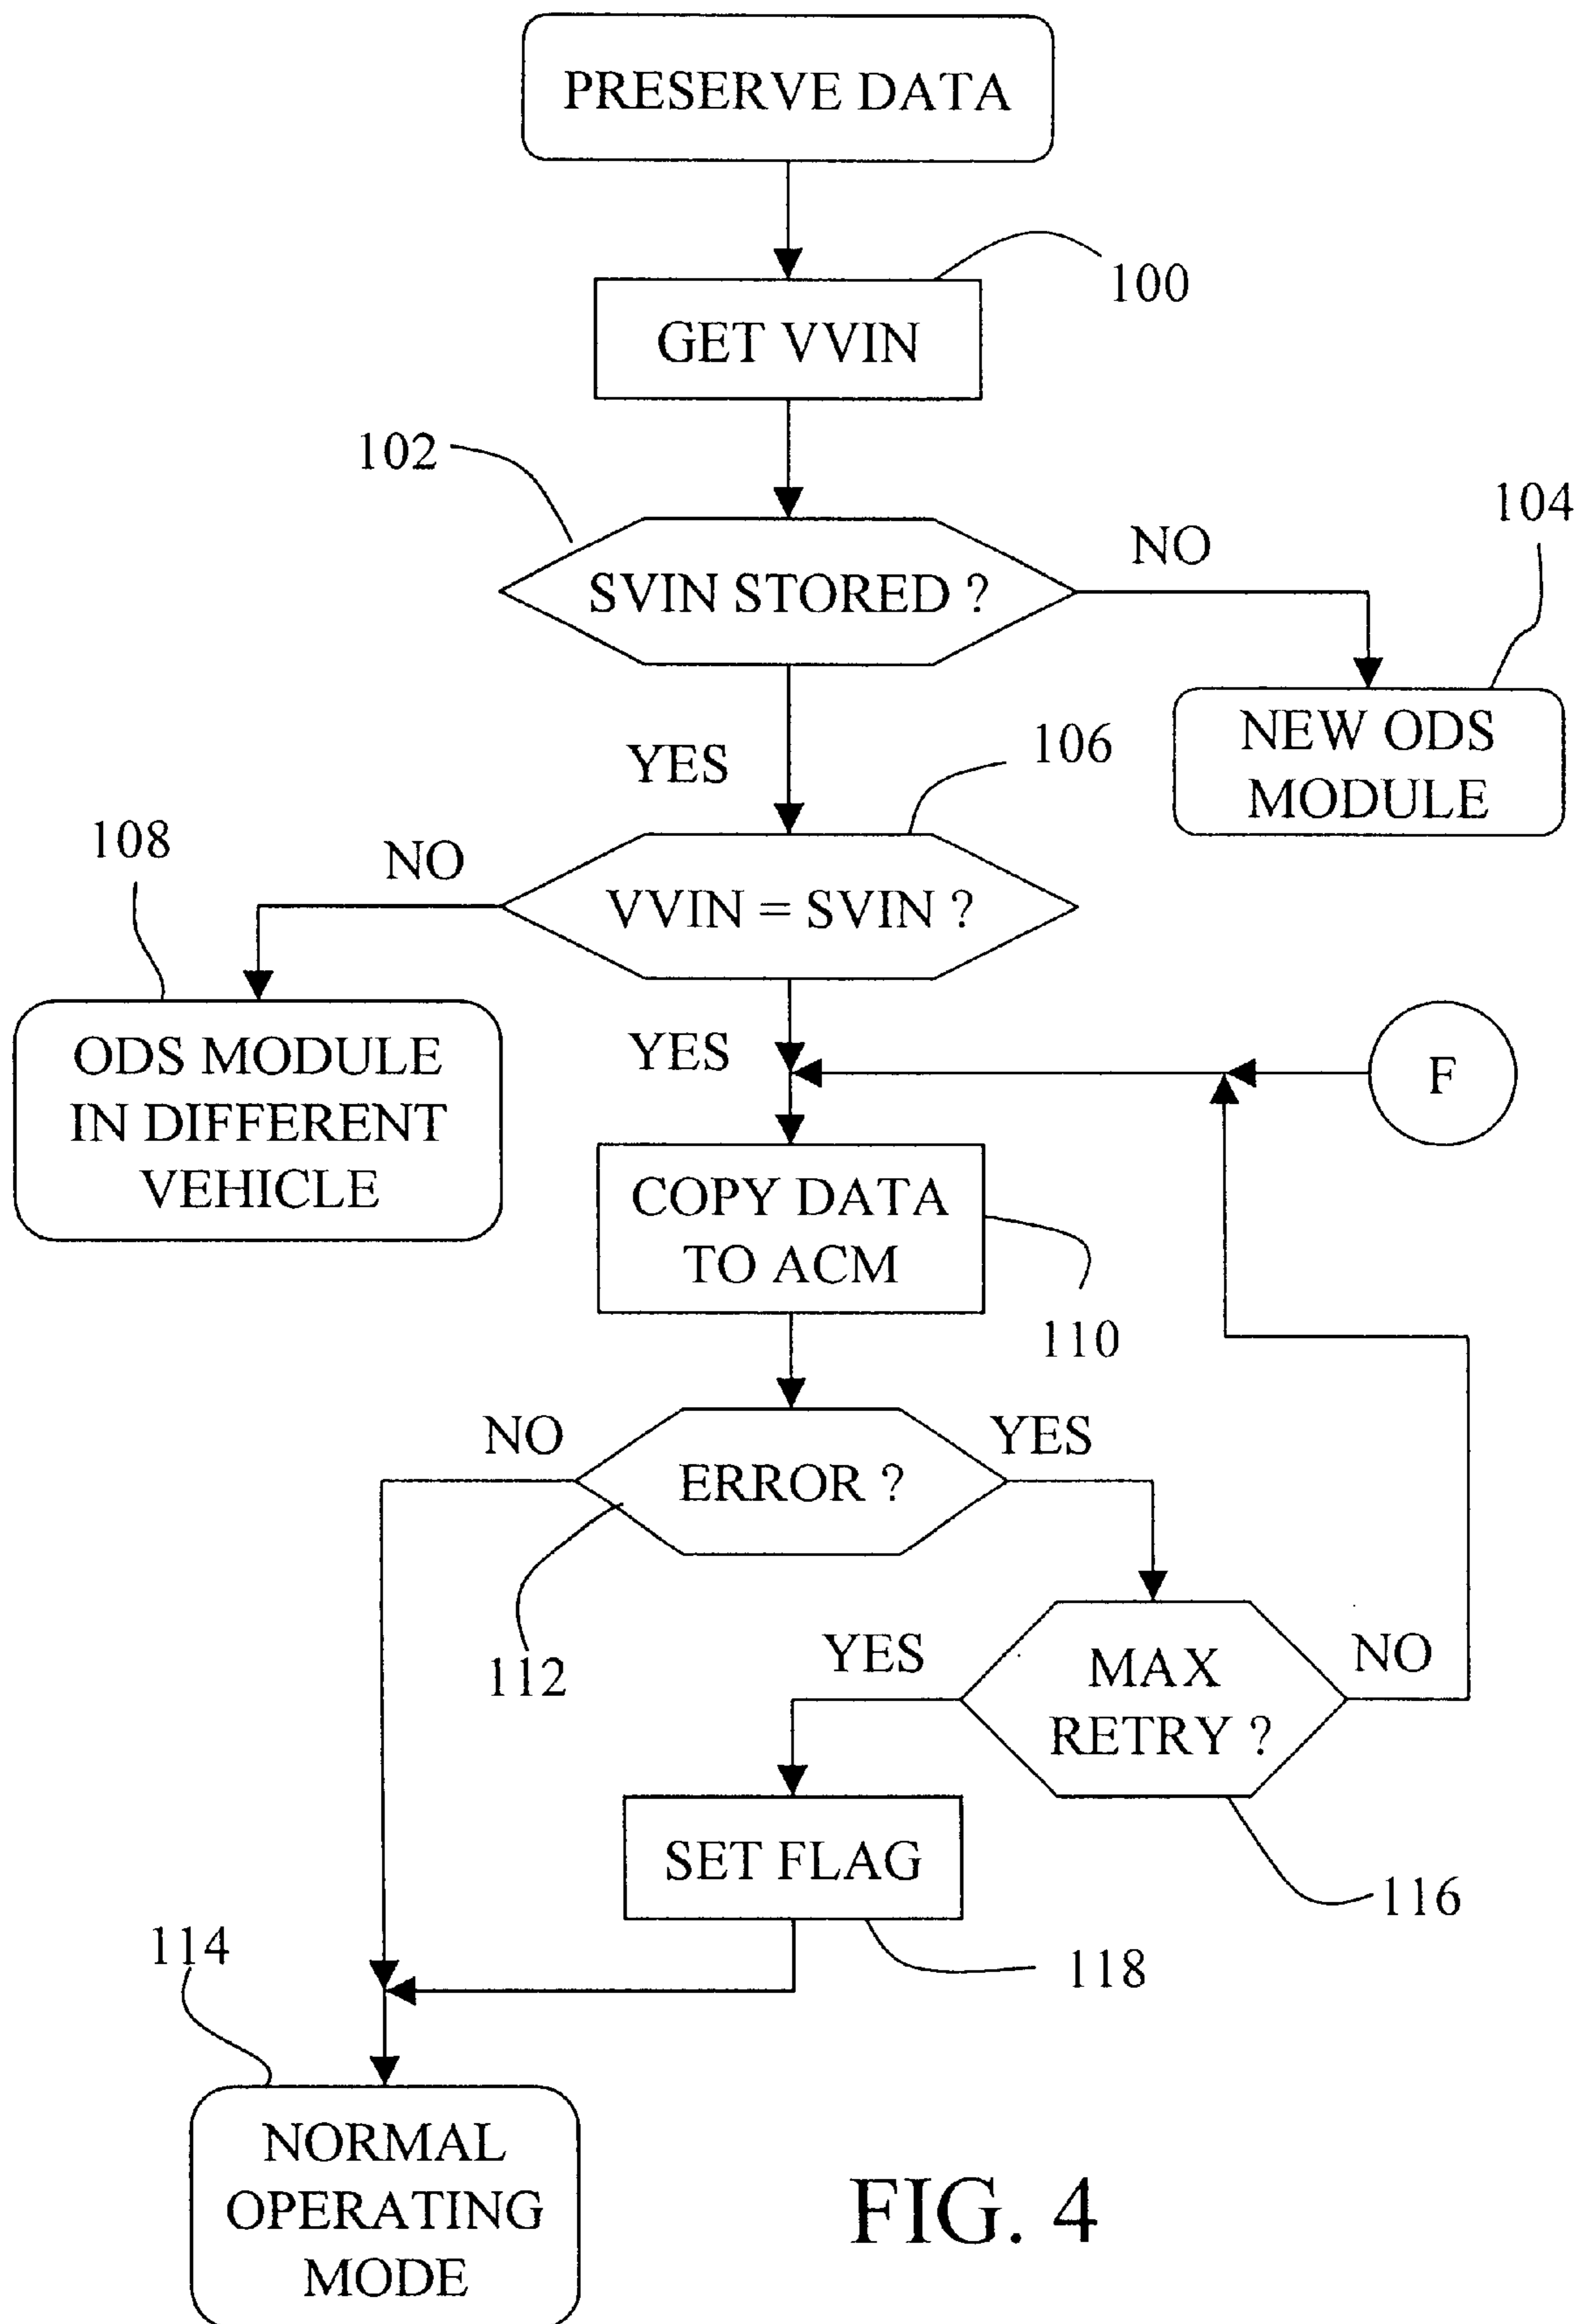 PRESERVE DATA
100
GET VVIN
102
104
NO
SVIN STORED ?
NEW ODS
MODULE
YES
106
108
NO
VVIN = SVIN ?
ODS MODULE
IN DIFFERENT
VEHICLE
YES
F
COPY DATA
TO ACM
110
NO
YES
ERROR ?
112
YES
NO
MAX
RETRY ?
SET FLAG
116
114
118
NORMAL
OPERATING
MODE
FIG. 4